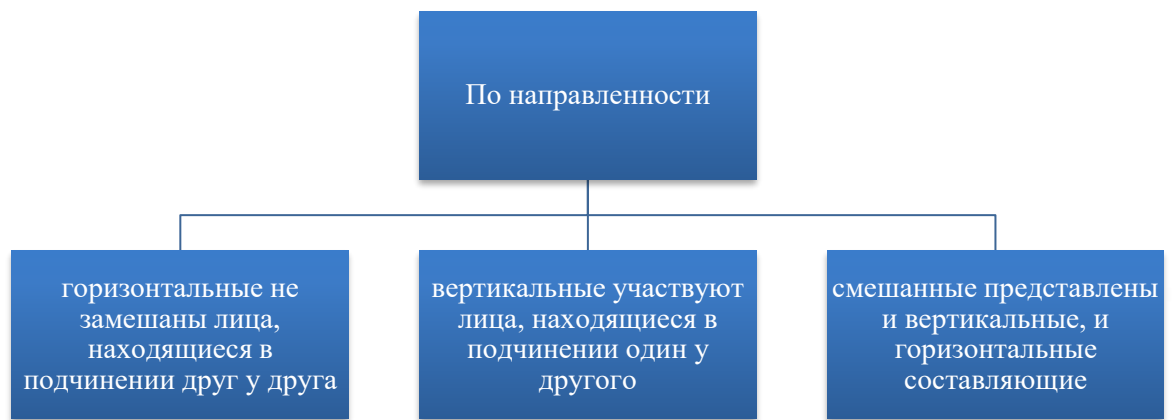 По направленности
горизонтальные не
замешаны лица,
находящиеся в
подчинении друг у друга
вертикальные участвуют
лица, находящиеся в
подчинении один у
другого
смешанные представлены
и вертикальные, и
горизонтальные
составляющие